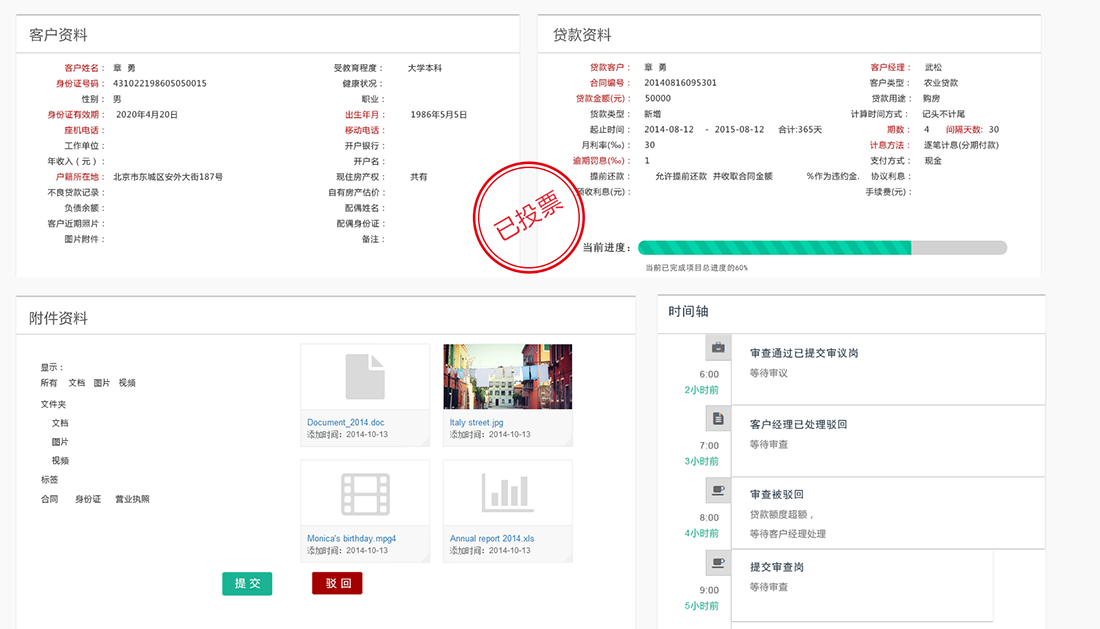 客户资料
客户姓名： 章 勇 受教育程度： 大学本科
身份证号码： 431022198605050015 健康状况：
性别： 男 职业：
身份证有效期： 2020年4月20日 出生年月： 1986年5月5日
座机电话： 移动电话：
工作单位： 开户银行：
年收入（元）： 开户名：
户籍所在地： 北京市东城区安外大街187号 现住房产权： 共有
不良贷款记录： 自有房产估价：
负债余额： 配偶姓名：
客户近期照片： 配偶身份证：
图片附件： 备注：
已投票
贷款资料
贷款客户： 章 勇 客户经理： 武松
合同编号： 20140816095301 客户类型： 农业贷款
贷款金额(元)： 50000 贷款用途： 购房
贷款类型： 新增 计算时间方式： 记头不计尾
起止时间： 2014-08-12 - 2015-08-12 合计:365天 期数： 4 间隔天数: 30
月利率(‰)： 30 计息方法： 逐笔计息(分期付款)
逾期罚息(‰)： 1 支付方式： 现金
提前还款： 允许提前还款 并收取合同金额 %作为违约金. 协议利息：
预收利息(元)： 手续费(元)：
当前进度：
当前已完成项目总进度的60%
附件资料
显示：
所有 文档 图片 视频
文件夹
文档
图片
视频
标签
合同 身份证 营业执照
Document_2014.doc
添加时间：2014-10-13
Italy street.jpg
添加时间：2014-10-13
Monica's birthday.mpg4
添加时间：2014-10-13
Annual report 2014.xls
添加时间：2014-10-13
提 交 驳 回
时间轴
审查通过已提交审议岗
等待审议
6:00
2小时前
客户经理已处理驳回
等待审查
7:00
3小时前
审查被驳回
贷款额度超额，
等待客户经理处理
8:00
4小时前
提交审查岗
等待审查
9:00
5小时前